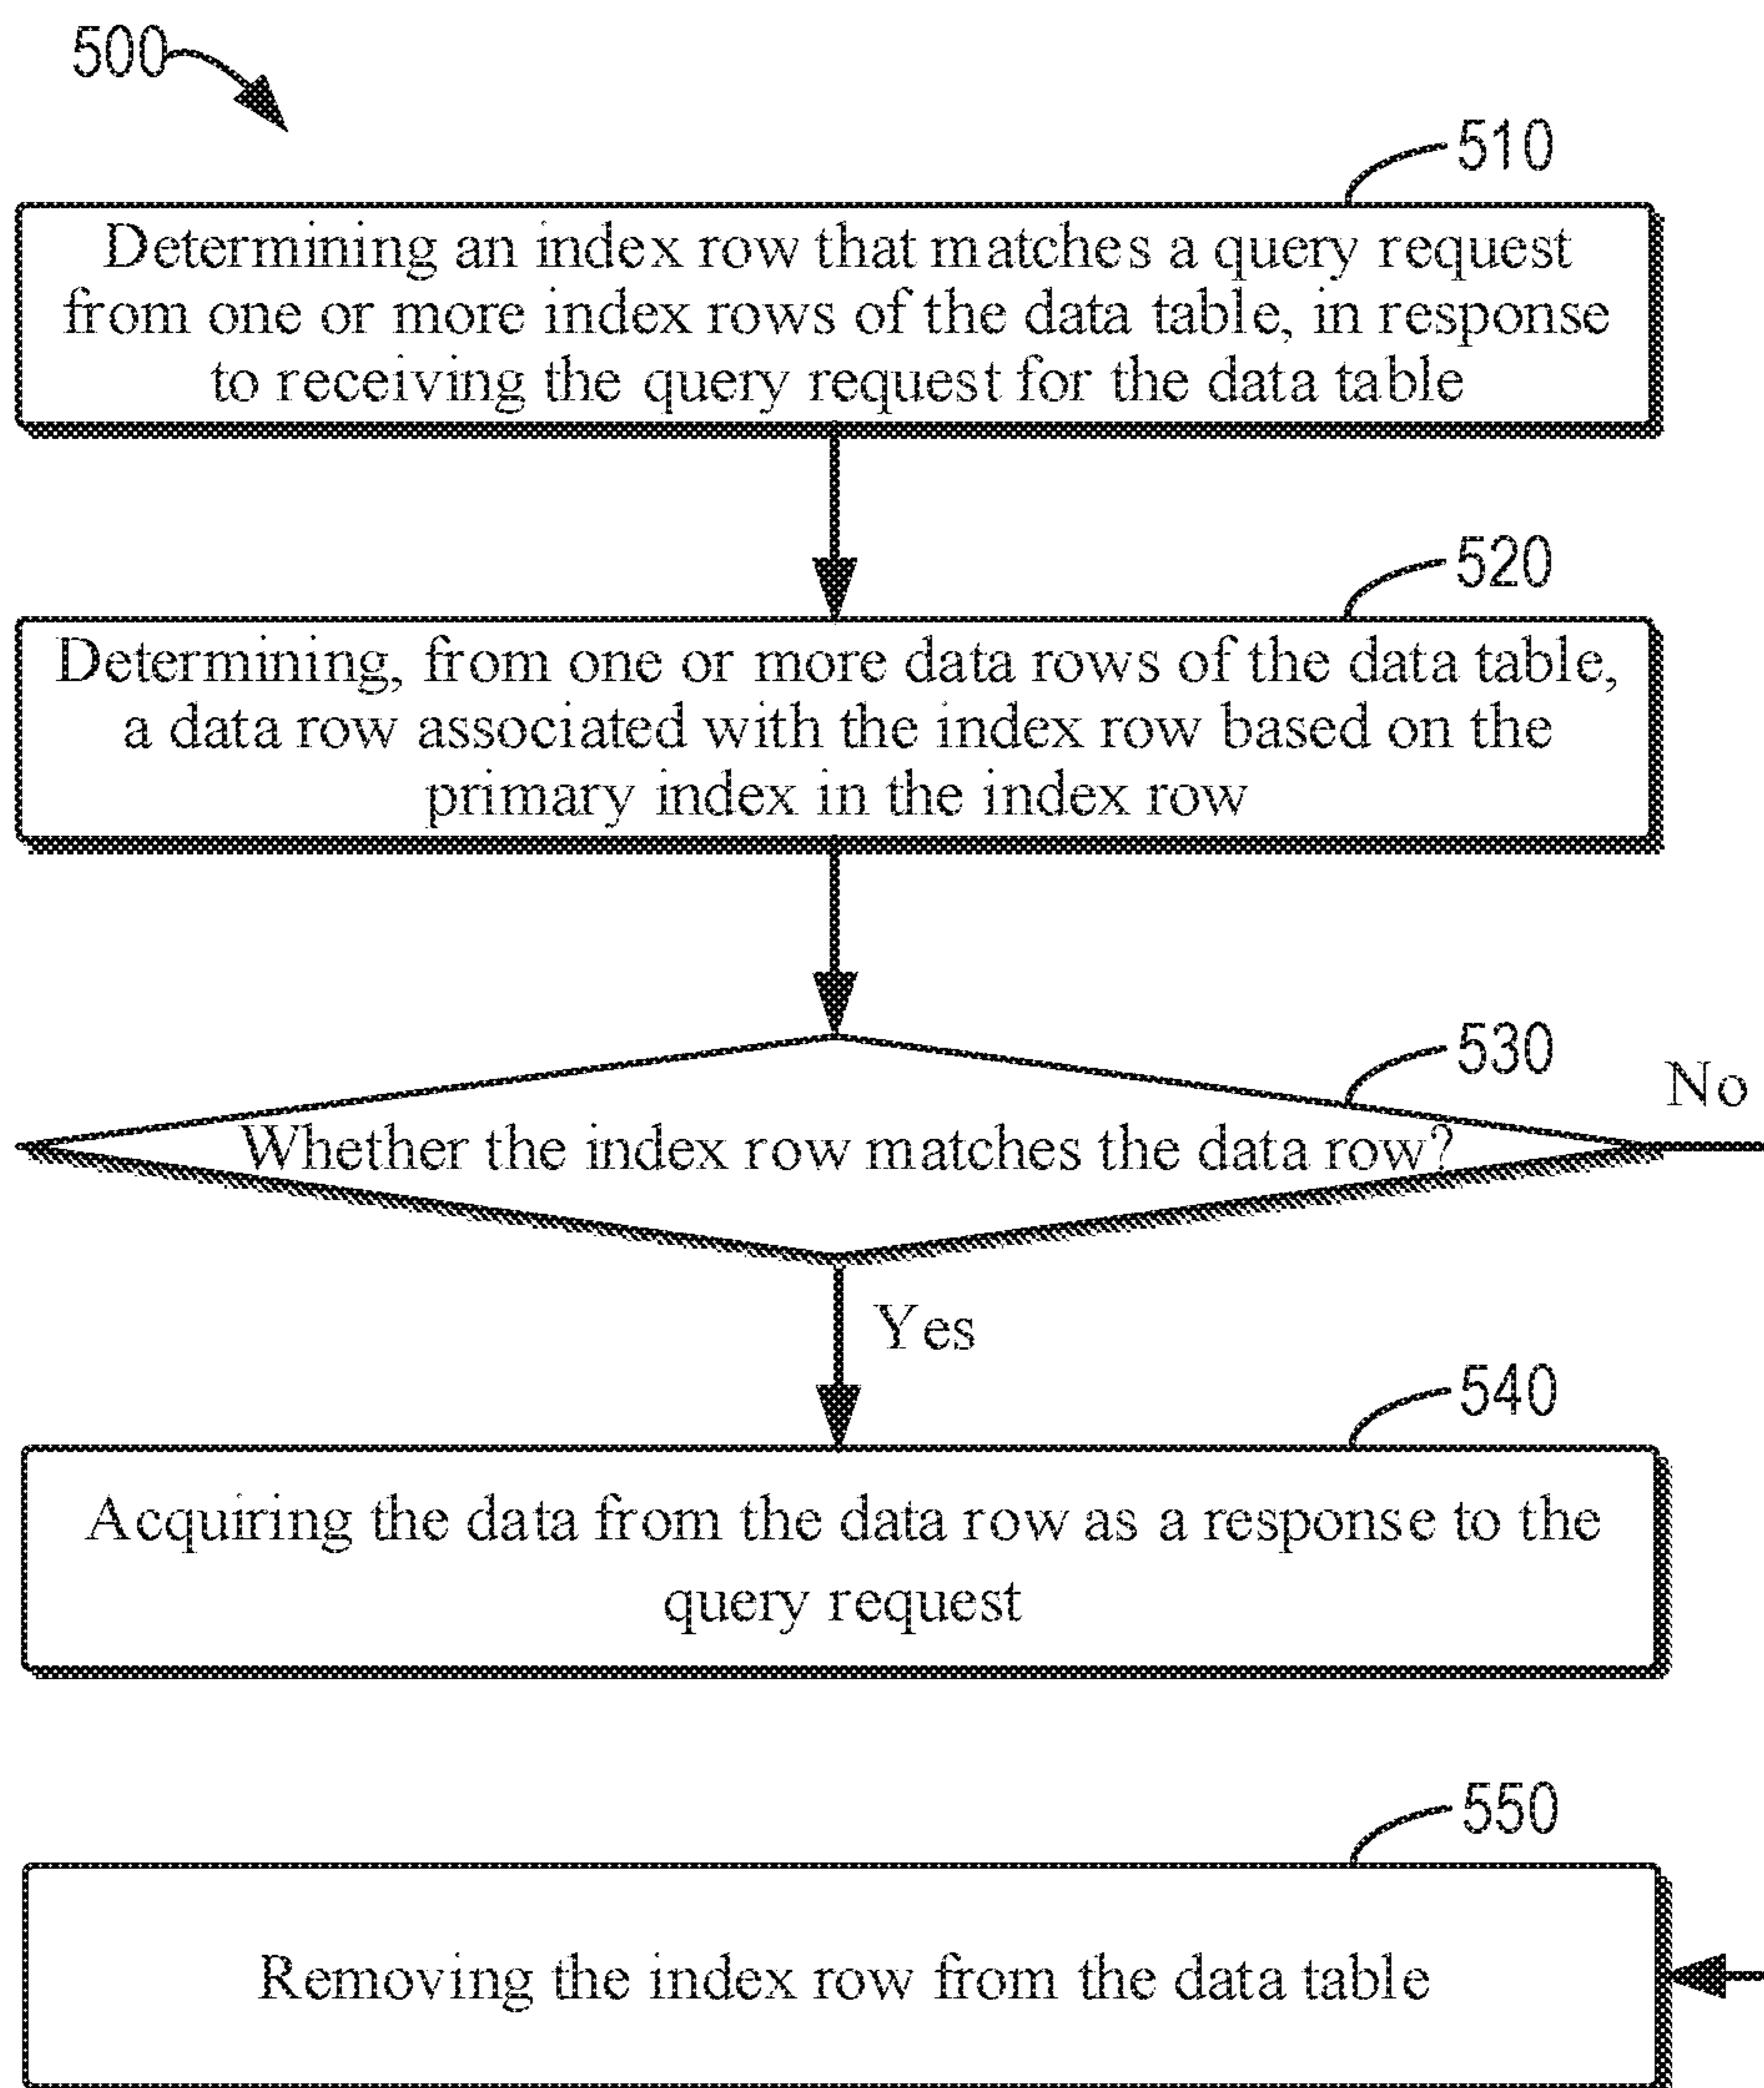 500
510
Determining an index row that matches a query request
from one or more index rows of the data table, in response
to receiving the query request for the data table
520
Determining, from one or more data rows of the data table,
a data row associated with the index row based on the
primary index in the index row
530
No
Whether the index row matches the data row?
Yes
540
Acquiring the data from the data row as a response to the
query request
550
Removing the index row from the data table